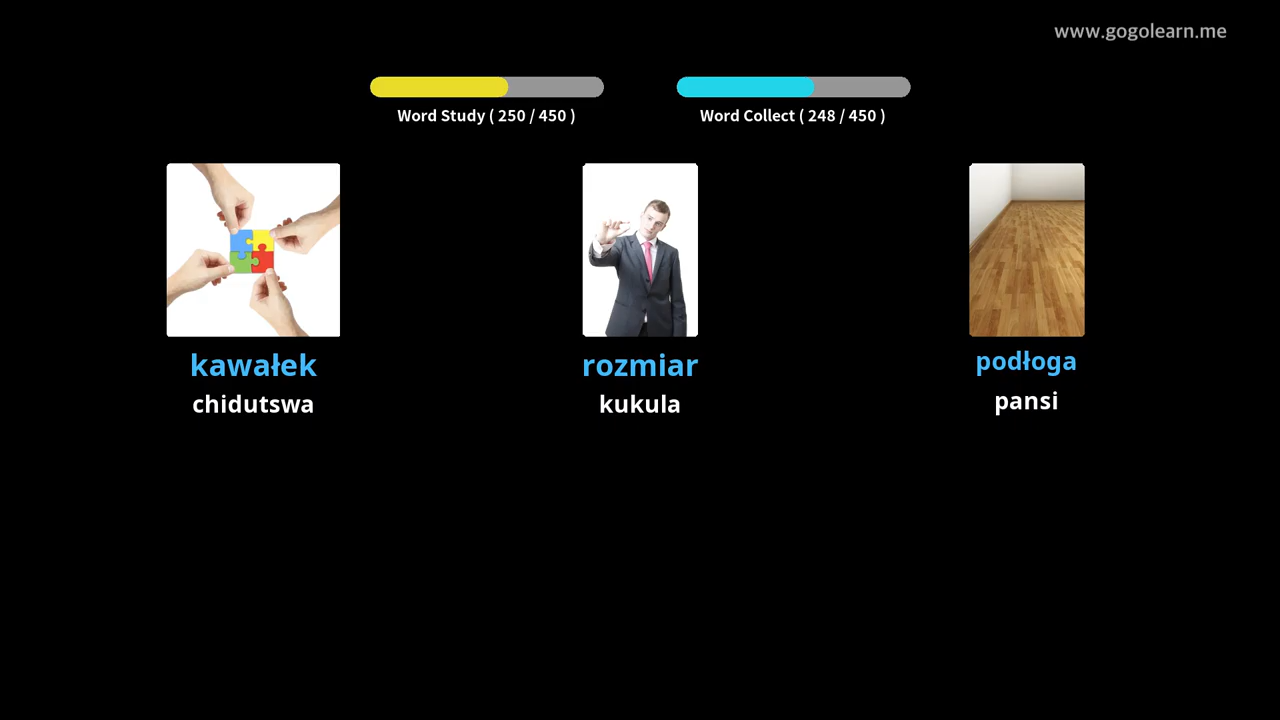 www.gogolearn.me
Word Study ( 250 / 450 )
Word Collect ( 248 / 450 )
kawałek
chidutswa
rozmiar
kukula
podłoga
pansi